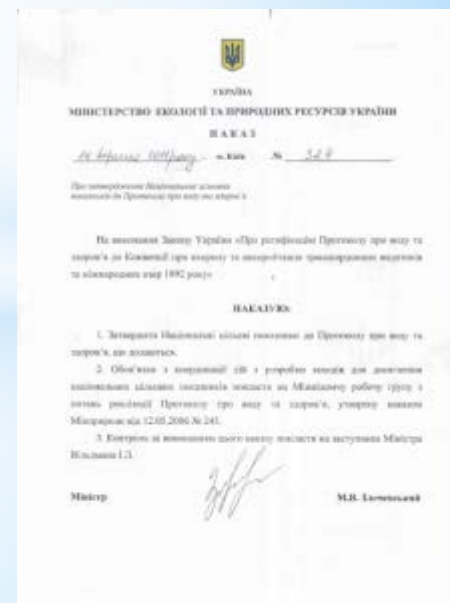 УКРАЇНА
МІНІСТЕРСТВО ЕКОЛОГІЇ ТА ПРИРОДНИХ РЕСУРСІВ УКРАЇНИ
НАКАЗ
м. Київ №
Про затвердження Національних цільових
показників до Протоколу про воду та здоров'я
На виконання Закону України «Про ратифікацію Протоколу про воду та
здоров'я до Конвенції про охорону та використання транскордонних водотоків
та міжнародних озер 1992 року»
НАКАЗУЮ:
1. Затвердити Національні цільові показники до Протоколу про воду та
здоров'я, що додаються.
2. Обов'язки з координації дій з розробки заходів для досягнення
національних цільових показників покласти на Міжвідомчу робочу групу з
питань реалізації Протоколу про воду та здоров'я, утворену наказом
Мінприроди від 12.05.2006 № 245.
3. Контроль за виконанням цього наказу покласти на заступника Міністра
Міністр М.В. Злочевський